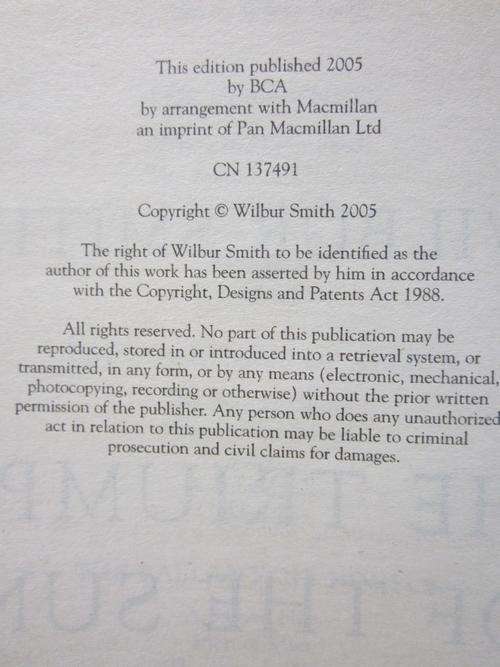 This edition published 2005
by BCA
by arrangement with Macmillan
an imprint of Pan Macmillan Ltd
CN 137491
Copyright © Wilbur Smith 2005
The right of Wilbur Smith to be identified as the
author of this work has been asserted by him in accordance
with the Copyright, Designs and Patents Act 1988.
All rights reserved. No part of this publication may be
reproduced, stored in or introduced into a retrieval system, or
transmitted, in any form, or by any means (electronic, mechanical,
photocopying, recording or otherwise) without the prior written
permission of the publisher. Any person who does any unauthorized
act in relation to this publication may be liable to criminal
prosecution and civil claims for damages.